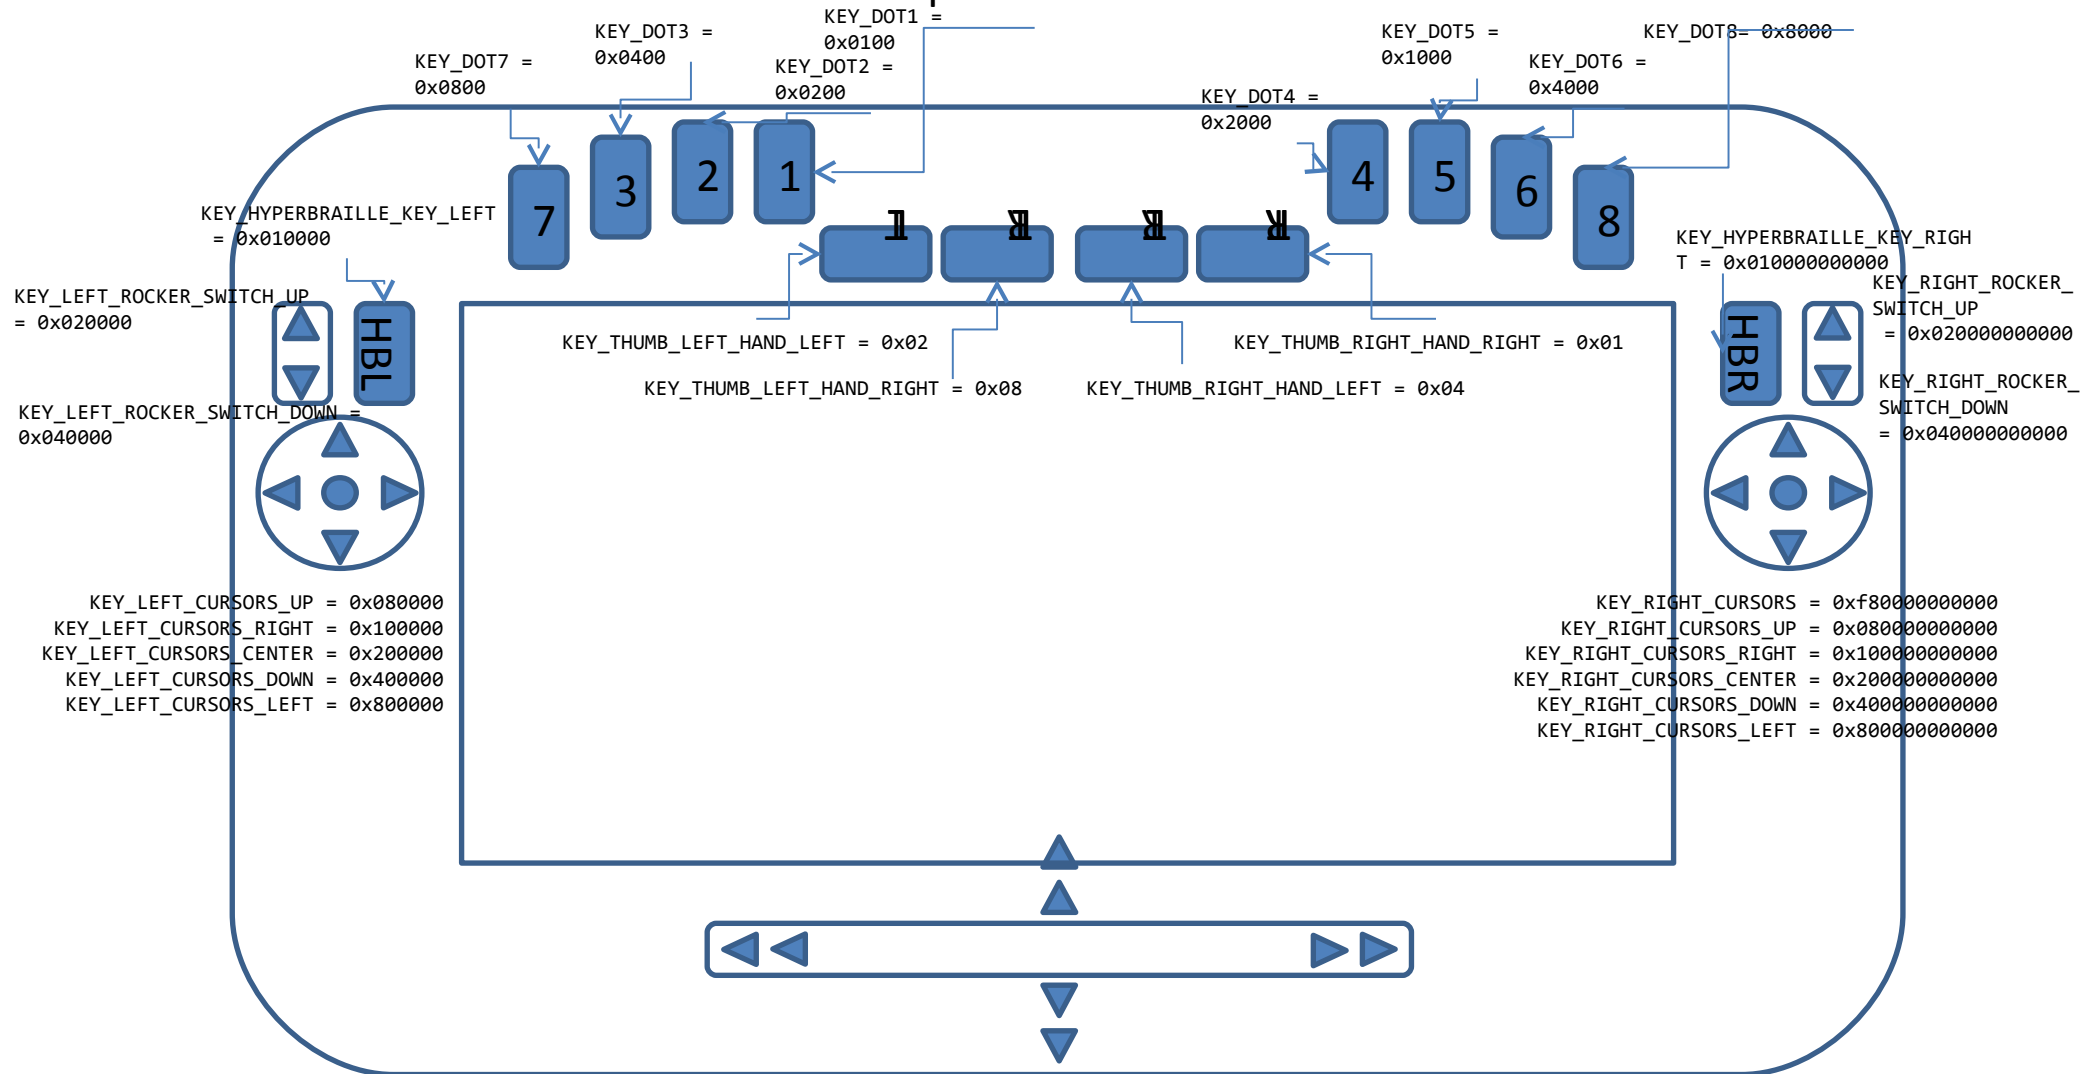 KEY_DOT1 =
0x0100
KEY_DOT3 =
0x0400
KEY_DOT2 =
0x0200
KEY_DOT7 =
0x0800
KEY_DOT5 =
0x1000
KEY_DOT8= 0x8000
KEY_DOT6 =
0x4000
KEY_DOT4 =
0x2000
7
3
2
1
4
5
6
8
KEY_HYPERBRAILLE_KEY_LEFT
= 0x010000
KEY_HYPERBRAILLE_KEY_RIGH
T = 0x010000000000
KEY_LEFT_ROCKER_SWITCH_UP
= 0x020000
HBL
HBR
KEY_RIGHT_ROCKER_
SWITCH_UP
= 0x020000000000
KEY_THUMB_LEFT_HAND_LEFT = 0x02
KEY_THUMB_RIGHT_HAND_RIGHT = 0x01
KEY_THUMB_LEFT_HAND_RIGHT = 0x08
KEY_THUMB_RIGHT_HAND_LEFT = 0x04
KEY_LEFT_ROCKER_SWITCH_DOWN =
0x040000
KEY_RIGHT_ROCKER_
SWITCH_DOWN
= 0x040000000000
KEY_LEFT_CURSORS_UP = 0x080000
KEY_LEFT_CURSORS_RIGHT = 0x100000
KEY_LEFT_CURSORS_CENTER = 0x200000
KEY_LEFT_CURSORS_DOWN = 0x400000
KEY_LEFT_CURSORS_LEFT = 0x800000
KEY_RIGHT_CURSORS = 0xf80000000000
KEY_RIGHT_CURSORS_UP = 0x080000000000
KEY_RIGHT_CURSORS_RIGHT = 0x100000000000
KEY_RIGHT_CURSORS_CENTER = 0x200000000000
KEY_RIGHT_CURSORS_DOWN = 0x400000000000
KEY_RIGHT_CURSORS_LEFT = 0x800000000000